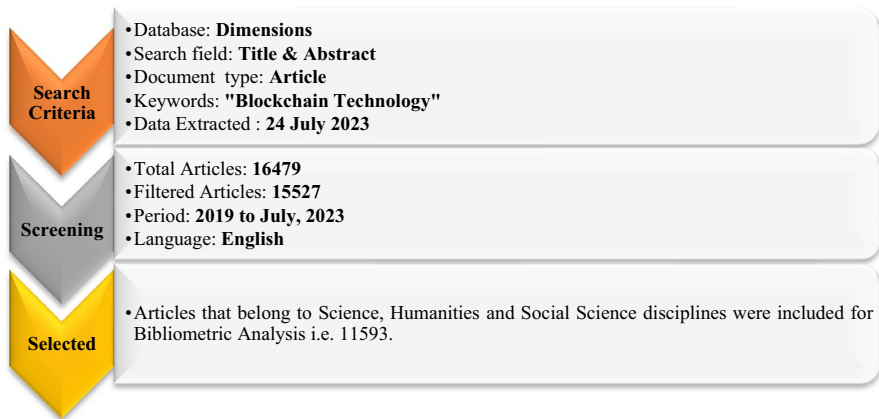 Search
Criteria
•Database: Dimensions
•Search field: Title & Abstract
•Document type: Article
•Keywords: "Blockchain Technology"
•Data Extracted : 24 July 2023
Screening
•Total Articles: 16479
•Filtered Articles: 15527
•Period: 2019 to July, 2023
•Language: English
Selected
•Articles that belong to Science, Humanities and Social Science disciplines were included for
Bibliometric Analysis i.e. 11593.